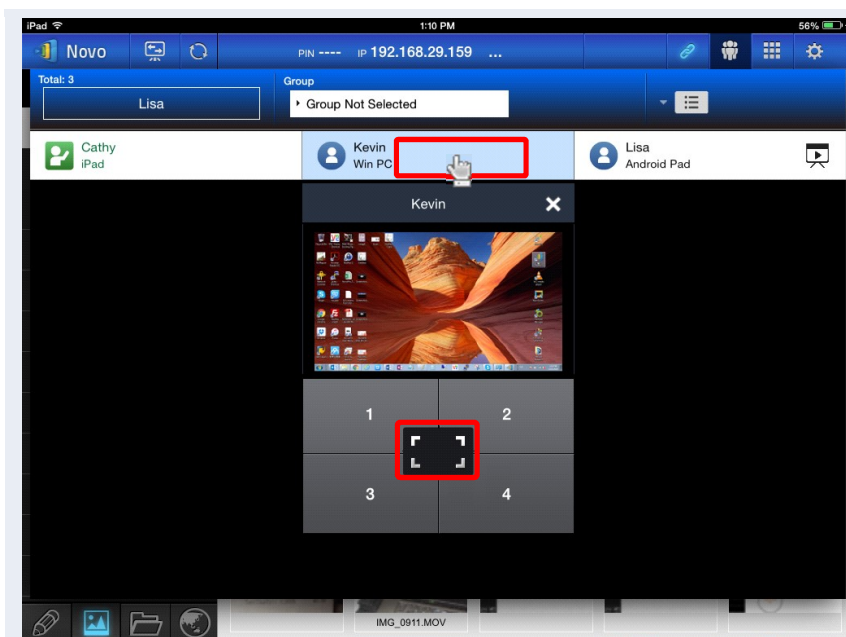 iPad 1:10 PM 56%
Novo PIN ---- IP 192.168.29.159 ...
Total: 3 Group
Lisa Group Not Selected
Cathy Kevin Lisa
iPad Win PC Android Pad
Kevin
1 2
3 4
IMG_0911.MOV